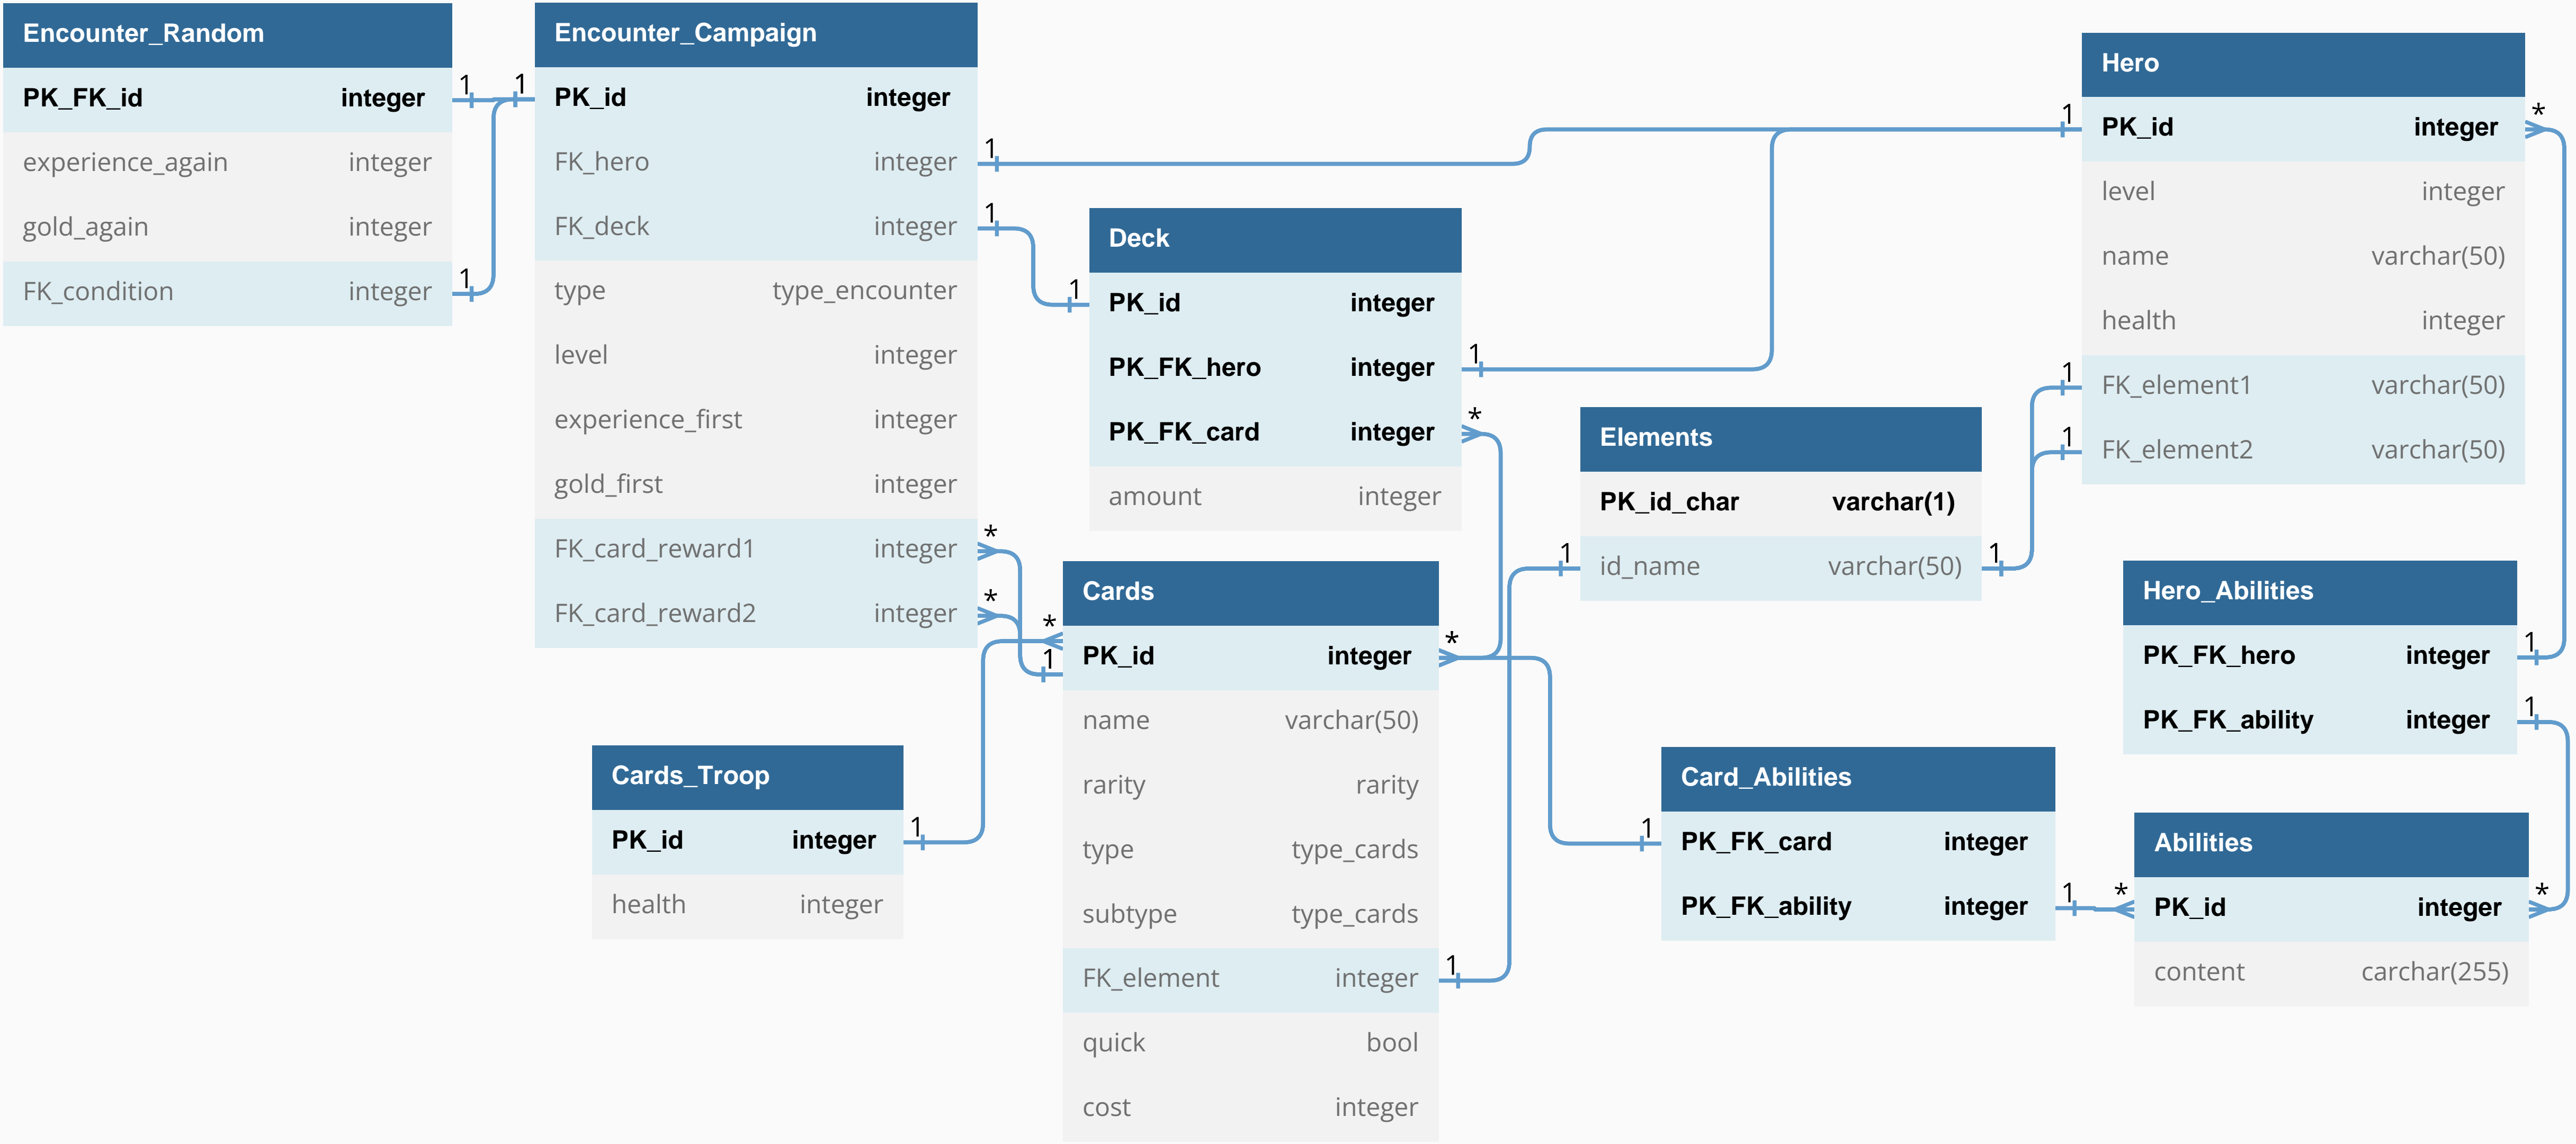 Encounter_Random
PK_FK_id integer
experience_again integer
gold_again integer
FK_condition integer
1
1
1
Encounter_Campaign
PK_id integer
FK_hero integer
FK_deck integer
type type_encounter
level integer
experience_first integer
gold_first integer
FK_card_reward1 integer
FK_card_reward2 integer
1
1
*
*
Deck
PK_id integer
PK_FK_hero integer
PK_FK_card integer
amount integer
1
1
*
Hero
PK_id integer
level integer
name varchar(50)
health integer
FK_element1 varchar(50)
FK_element2 varchar(50)
1
*
1
1
Elements
PK_id_char varchar(1)
id_name varchar(50)
1
1
Cards
PK_id integer
name varchar(50)
rarity rarity
type type_cards
subtype type_cards
FK_element integer
quick bool
cost integer
*
1
*
1
Cards_Troop
PK_id integer
health integer
1
Hero_Abilities
PK_FK_hero integer
PK_FK_ability integer
1
1
Card_Abilities
PK_FK_card integer
PK_FK_ability integer
1
1
Abilities
PK_id integer
content carchar(255)
*
*